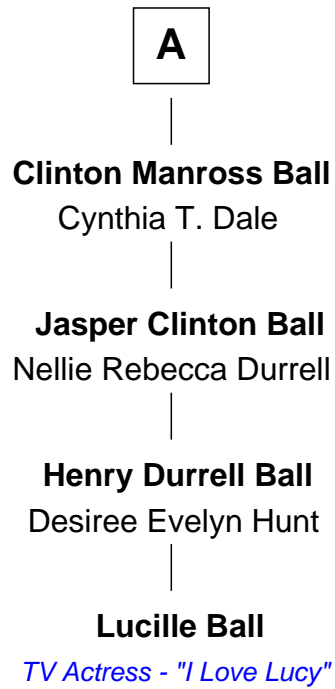 A
Clinton Manross Ball
Cynthia T. Dale
Jasper Clinton Ball
Nellie Rebecca Durrell
Henry Durrell Ball
Desiree Evelyn Hunt
Lucille Ball
TV Actress - "I Love Lucy"